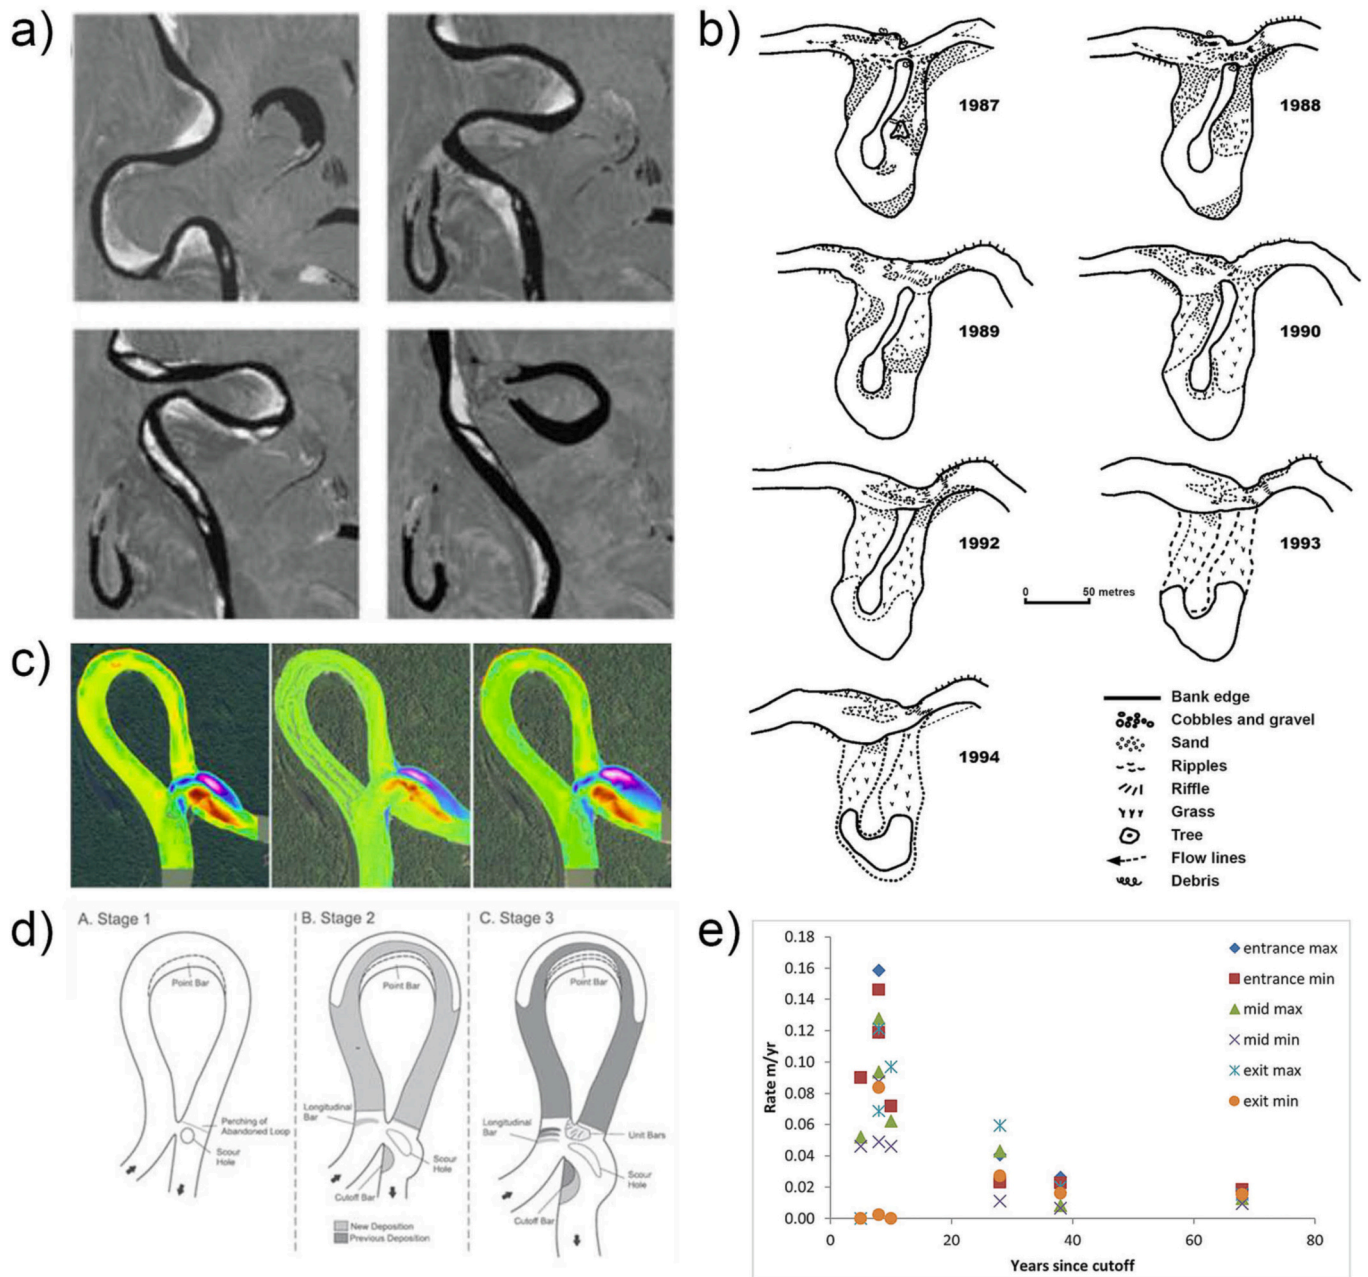 a)
b)
1987
1988
1989
1990
1992
1993
0 50 metres
1994
Bank edge
Cobbles and gravel
Sand
Ripples
Riffle
Grass
Tree
Flow lines
Debris
c)
d)
A. Stage 1
Point Bar
Perching of
Abandoned Loop
Scour
Hole
B. Stage 2
Point Bar
Longitudinal
Bar
Scour
Hole
Cutoff Bar
New Deposition
Previous Deposition
C. Stage 3
Point Bar
Longitudinal
Bar
Unit Bars
Scour
Hole
Cutoff Bar
e)
0.18
0.16
0.14
0.12
0.10
0.08
0.06
0.04
0.02
0.00
Rate m/yr
0 20 40 60 80
Years since cutoff
entrance max
entrance min
mid max
mid min
exit max
exit min